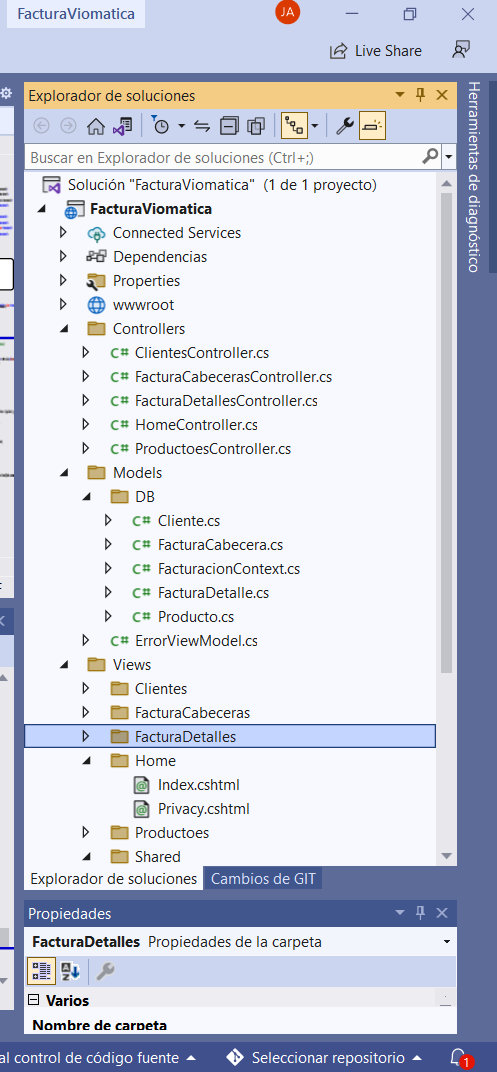 FacturaViomatica
JA
Live Share
Explorador de soluciones
Buscar en Explorador de soluciones (Ctrl+;)
Solución "FacturaViomatica" (1 de 1 proyecto)
FacturaViomatica
Connected Services
Dependencias
Properties
wwwroot
Controllers
C# ClientesController.cs
C# FacturaCabecerasController.cs
C# FacturaDetallesController.cs
C# HomeController.cs
C# ProductoesController.cs
Models
DB
C# Cliente.cs
C# FacturaCabecera.cs
C# FacturacionContext.cs
C# FacturaDetalle.cs
C# Producto.cs
C# ErrorViewModel.cs
Views
Clientes
FacturaCabeceras
FacturaDetalles
Home
Index.cshtml
Privacy.cshtml
Productoes
Shared
Explorador de soluciones
Cambios de GIT
Herramientas de diagnóstico
Propiedades
FacturaDetalles Propiedades de la carpeta
Varios
Nombre de carpeta
al control de código fuente
Seleccionar repositorio
1